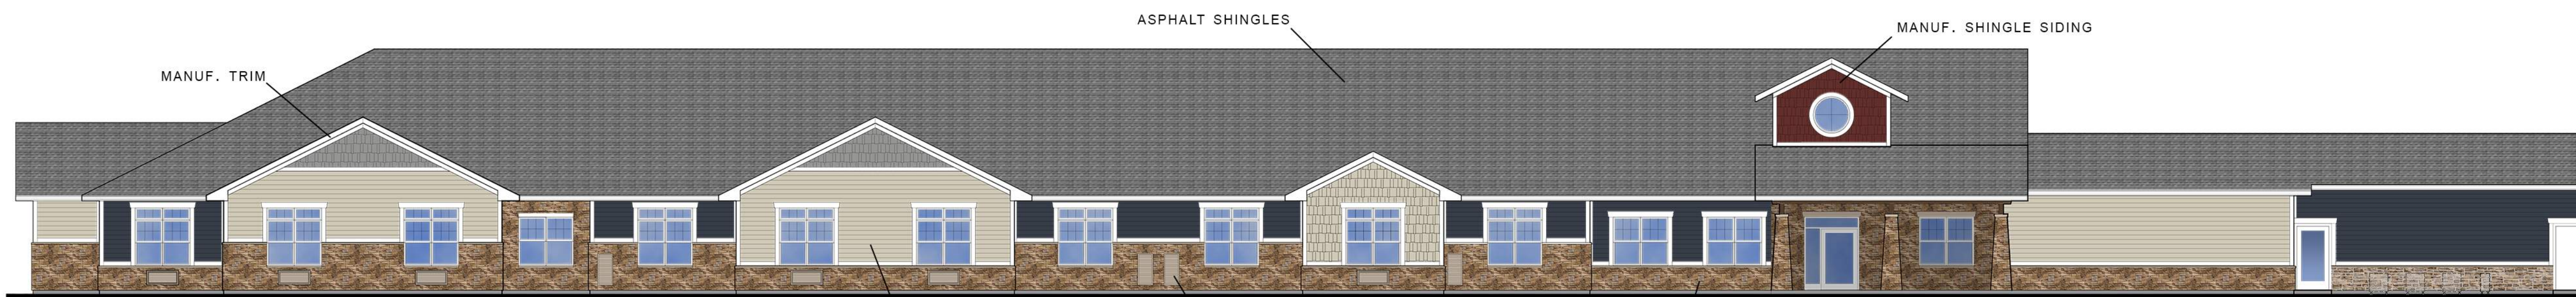 ASPHALT SHINGLES
MANUF. SHINGLE SIDING
MANUF. TRIM